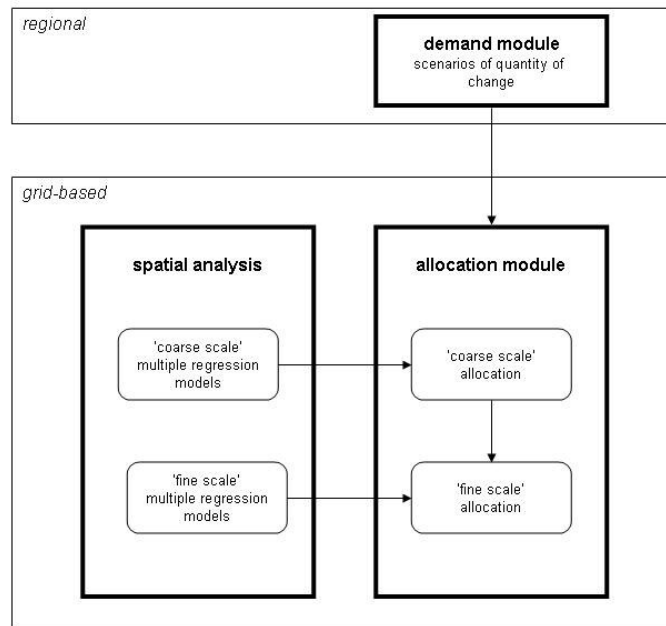 regional
demand module
scenarios of quantity of
change
grid-based
spatial analysis
allocation module
'coarse scale'
multiple regression
models
'coarse scale'
allocation
'fine scale'
multiple regression
models
'fine scale'
allocation